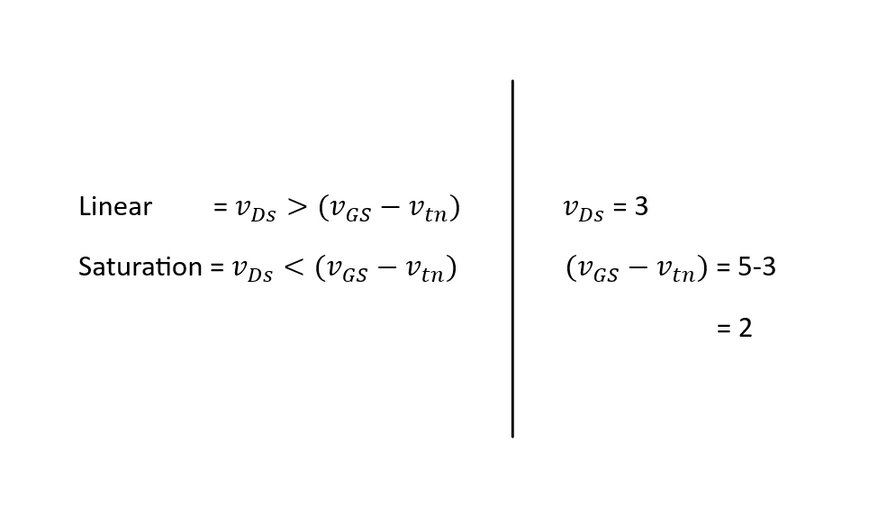 Linear = v_Ds > (v_GS − v_tn)
Saturation = v_Ds < (v_GS − v_tn)
v_Ds = 3
(v_GS − v_tn) = 5-3
= 2